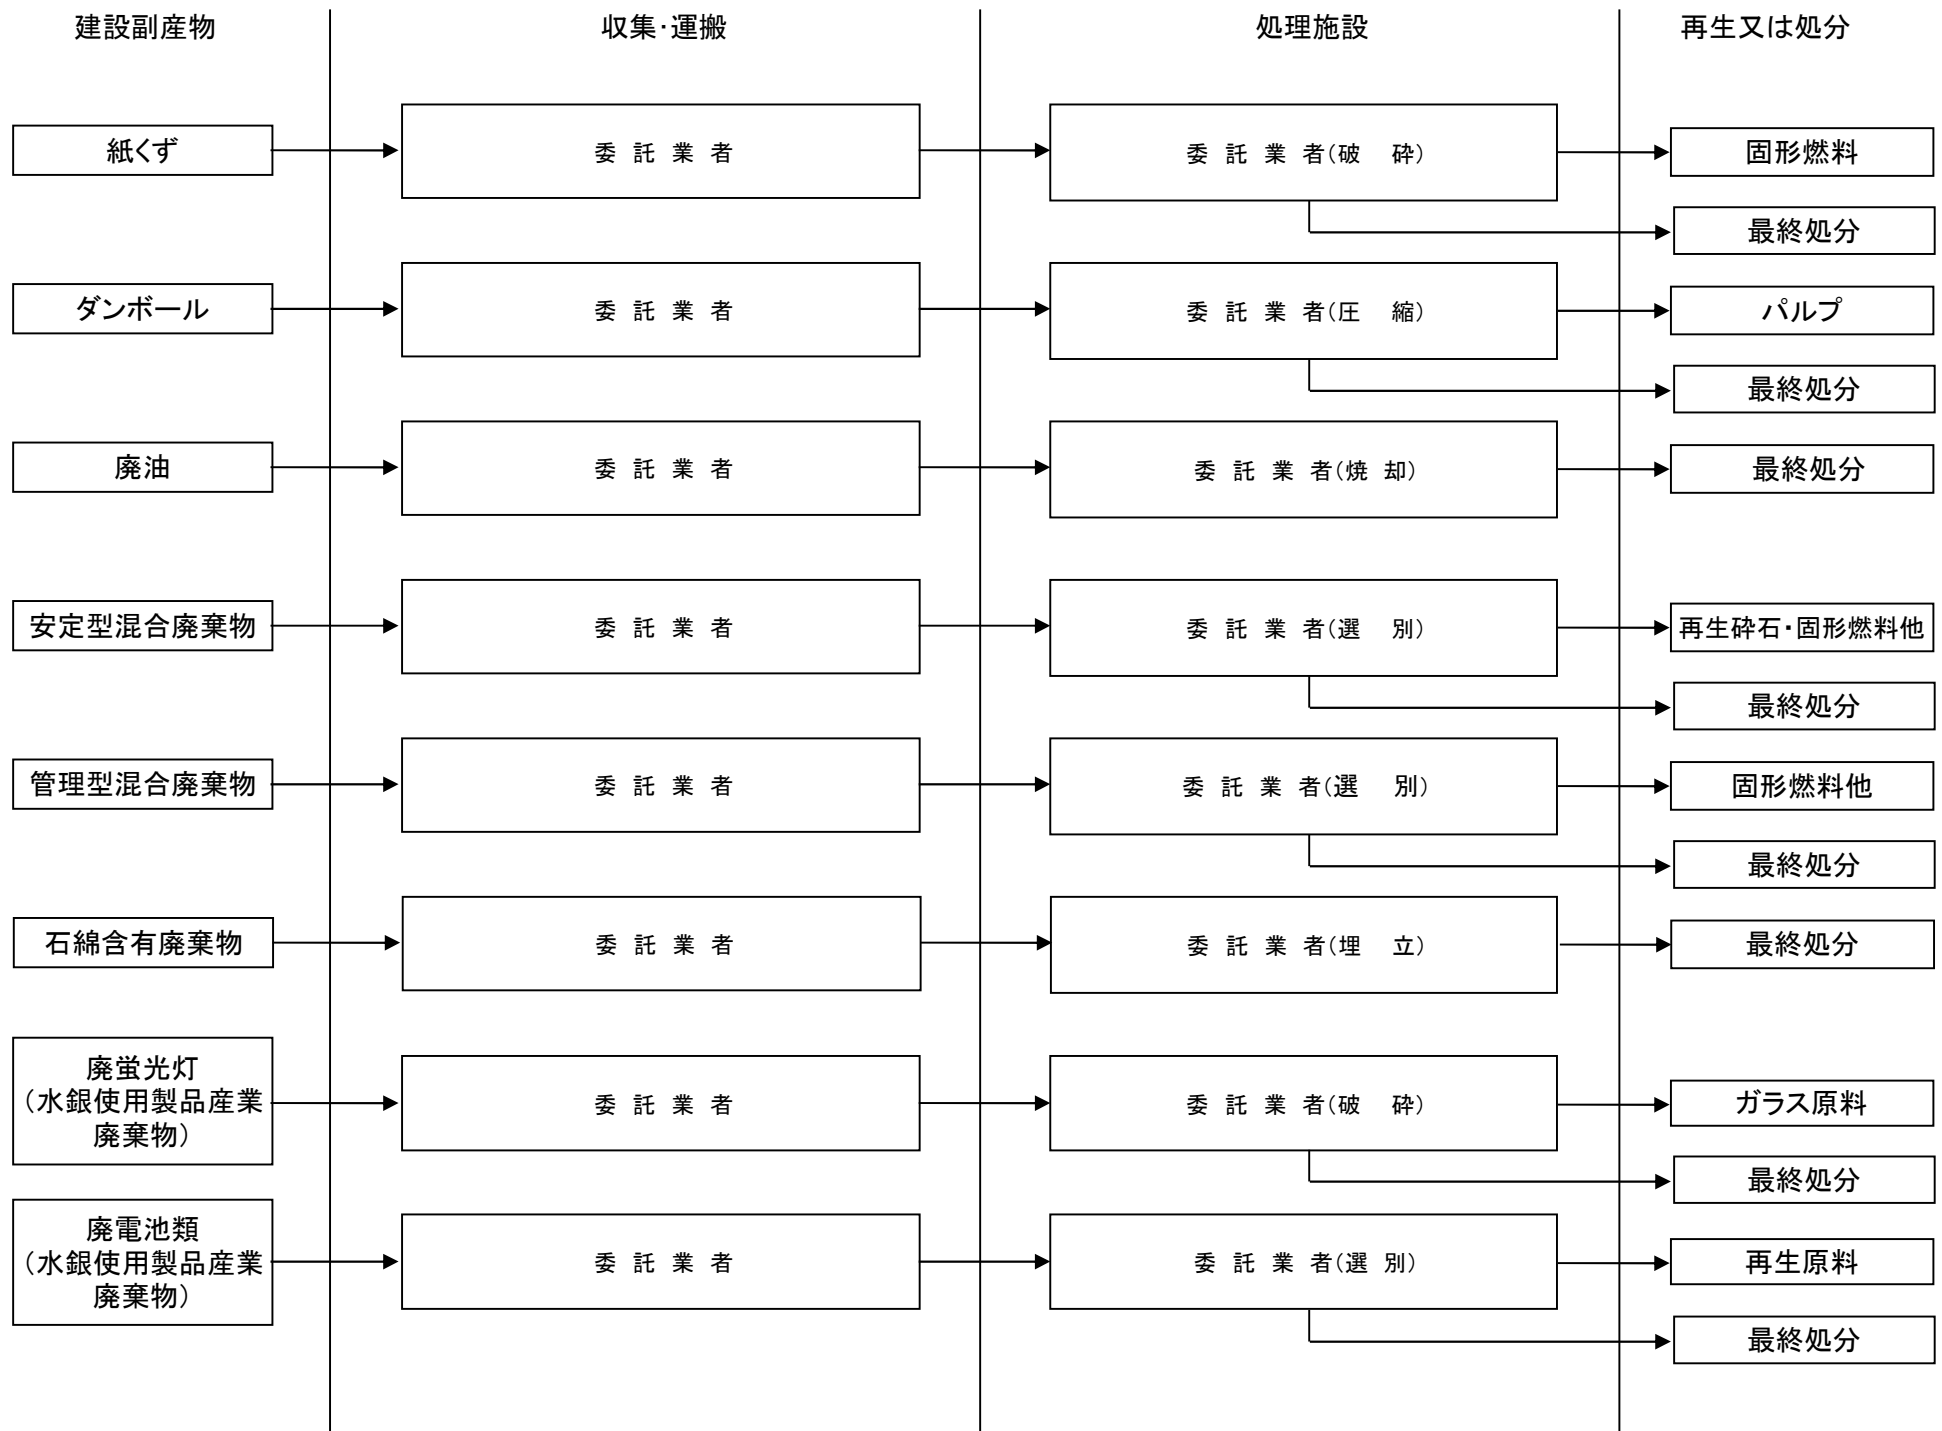 建設副産物 収集・運搬 処理施設 再生又は処分
紙くず 委託業者 委託業者(破 砕) 固形燃料
最終処分
ダンボール 委託業者 委託業者(圧 縮) パルプ
最終処分
廃油 委託業者 委託業者(焼 却) 最終処分
安定型混合廃棄物 委託業者 委託業者(選 別) 再生砕石・固形燃料他
最終処分
管理型混合廃棄物 委託業者 委託業者(選 別) 固形燃料他
最終処分
石綿含有廃棄物 委託業者 委託業者(埋 立) 最終処分
廃蛍光灯
(水銀使用製品産業
廃棄物)
委託業者 委託業者(破 砕) ガラス原料
最終処分
廃電池類
(水銀使用製品産業
廃棄物)
委託業者 委託業者(選 別) 再生原料
最終処分